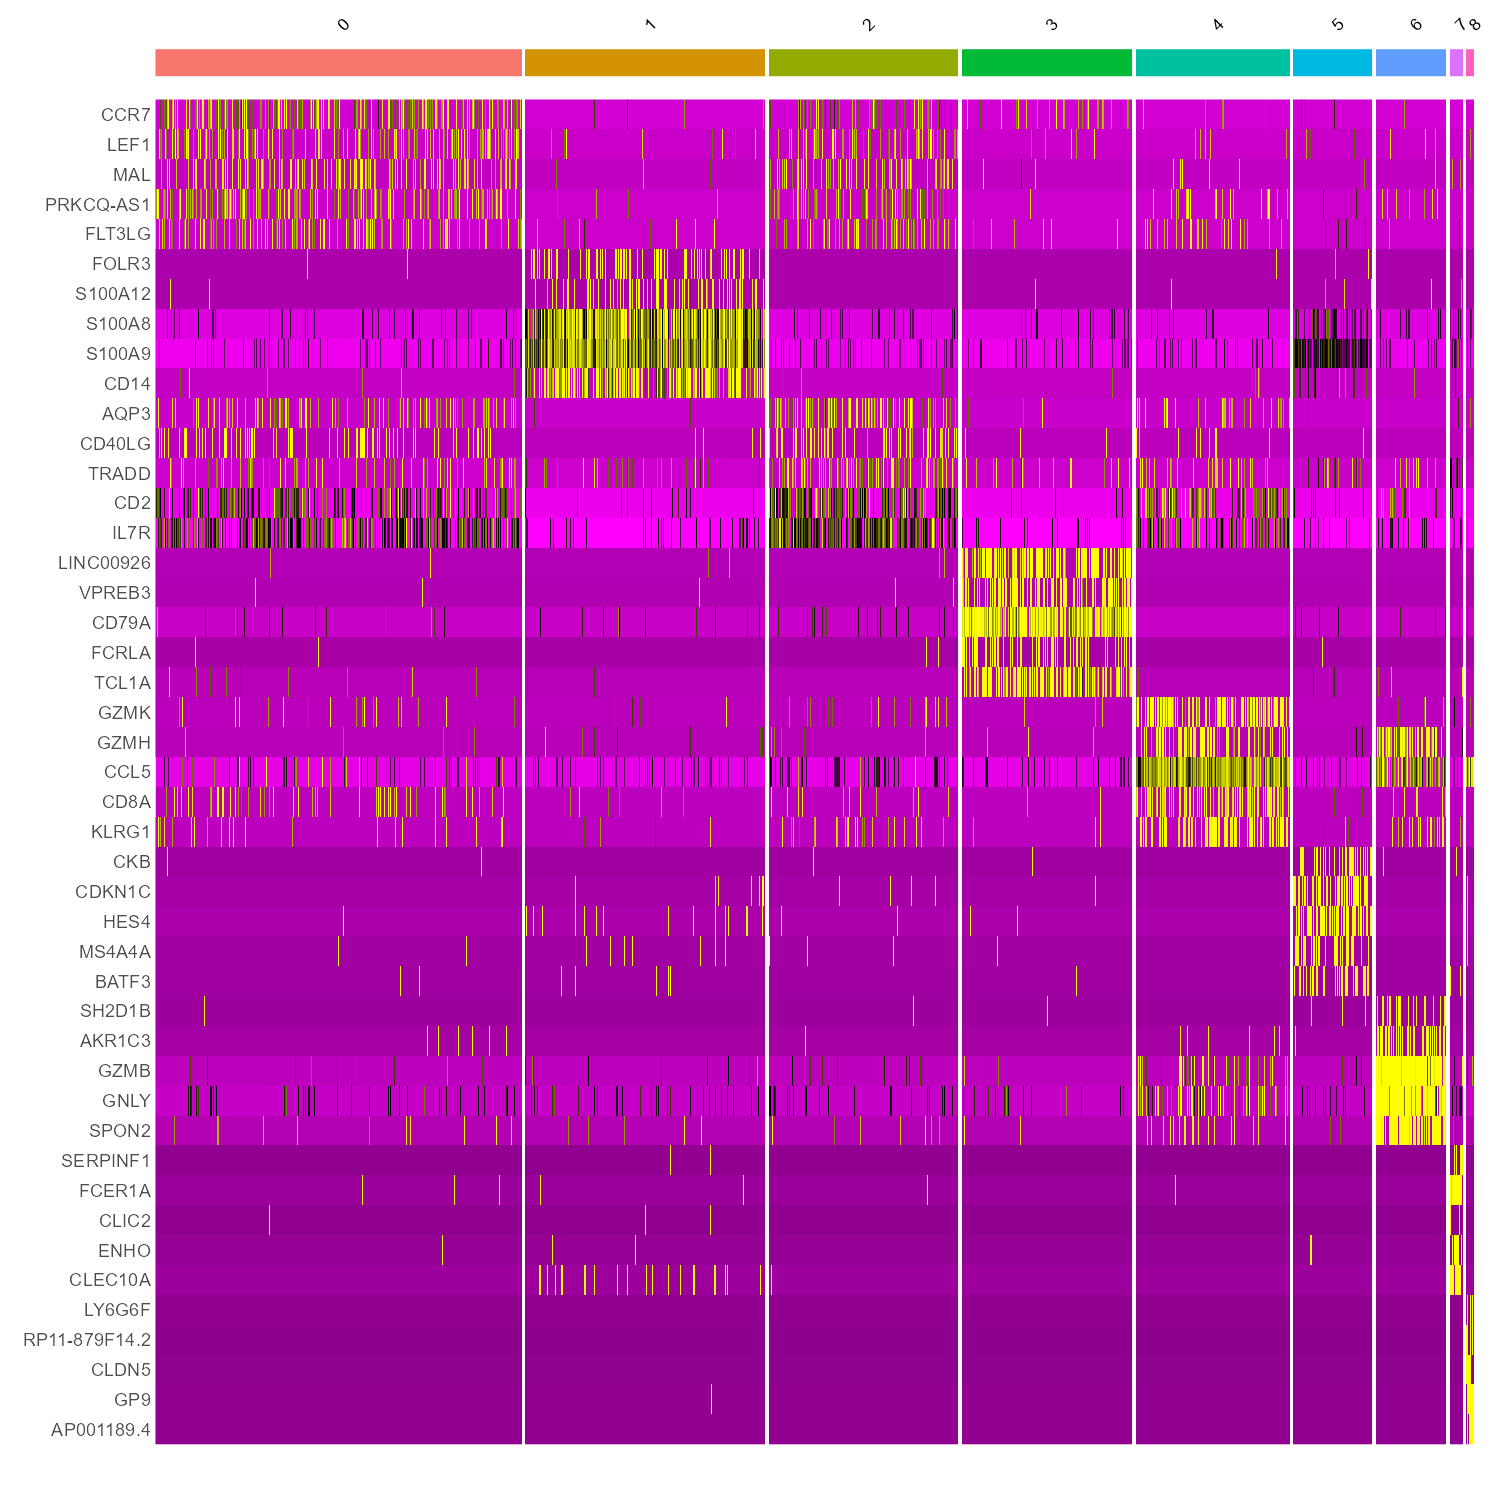 0 1 2 3 4 5 6 7 8
CCR7
LEF1
MAL
PRKCQ-AS1
FLT3LG
FOLR3
S100A12
S100A8
S100A9
CD14
AQP3
CD40LG
TRADD
CD2
IL7R
LINC00926
VPREB3
CD79A
FCRLA
TCL1A
GZMK
GZMH
CCL5
CD8A
KLRG1
CKB
CDKN1C
HES4
MS4A4A
BATF3
SH2D1B
AKR1C3
GZMB
GNLY
SPON2
SERPINF1
FCER1A
CLIC2
ENHO
CLEC10A
LY6G6F
RP11-879F14.2
CLDN5
GP9
AP001189.4